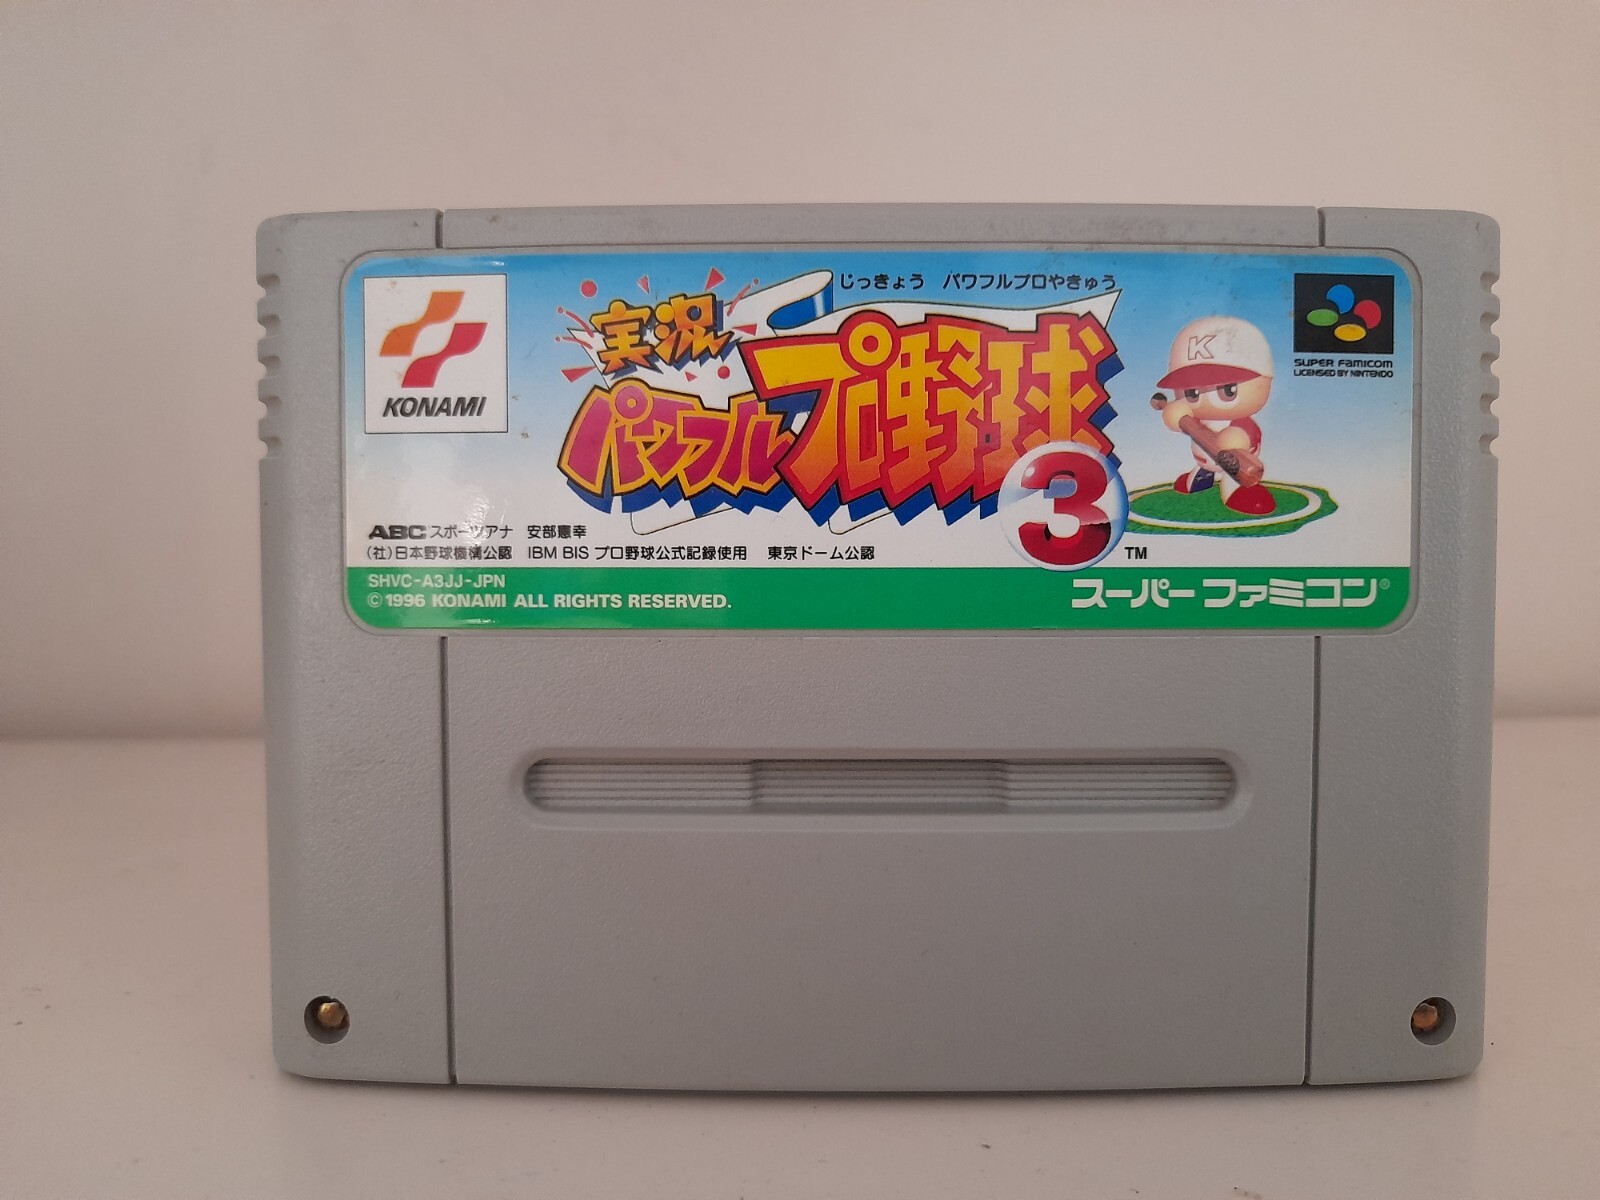 じっきょう パワフルプロやきゅう
実況
パワフルプロ野球
3
TM
KONAMI
K
SUPER FAMICOM
LICENSED BY NINTENDO
ABCスポーツアナ 安部憲幸
(社)日本野球機構公認 IBM BIS プロ野球公式記録使用 東京ドーム公認
SHVC-A3JJ-JPN
©1996 KONAMI ALL RIGHTS RESERVED.
スーパーファミコン®